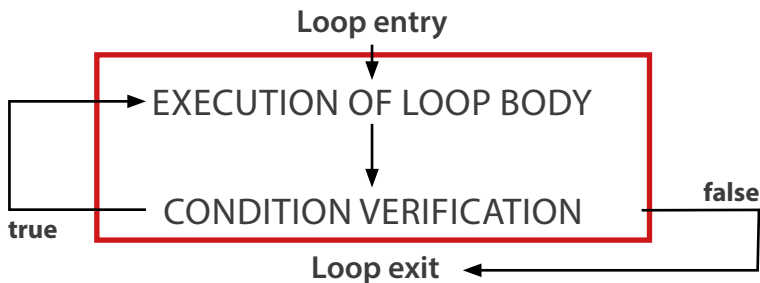 Loop entry
EXECUTION OF LOOP BODY
CONDITION VERIFICATION
false
true
Loop exit